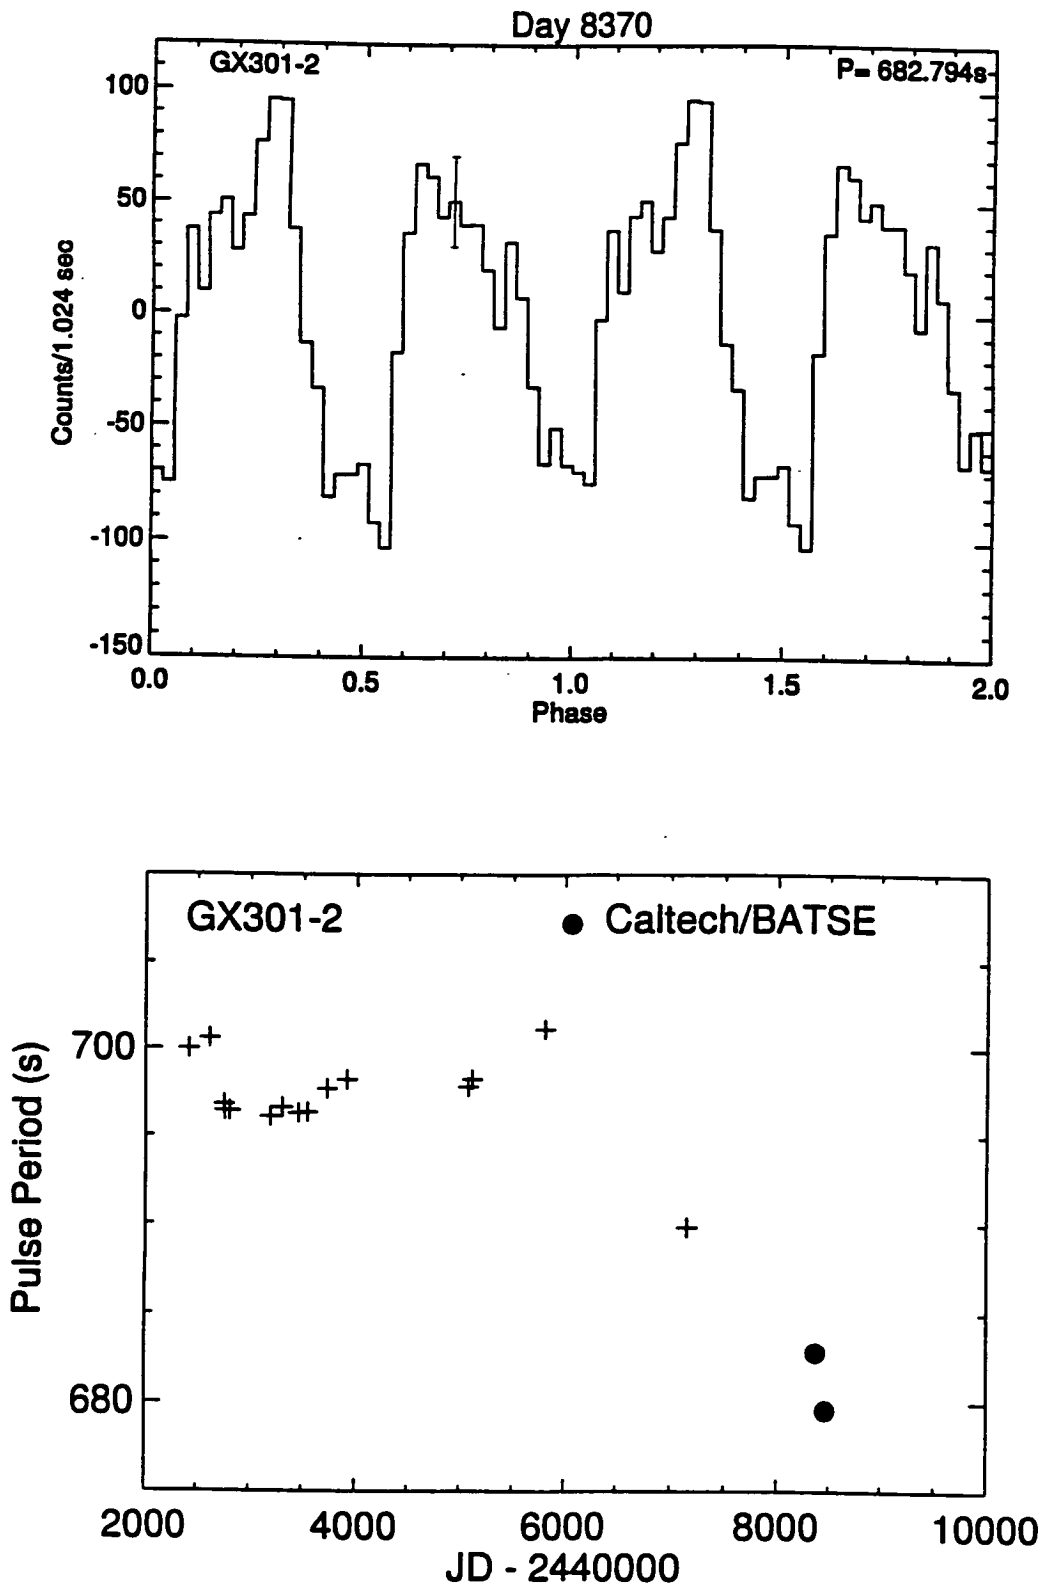 Day 8370
GX301-2
P= 682.794s
100
50
0
-50
-100
-150
Counts/1.024 sec
0.0 0.5 1.0 1.5 2.0
Phase
GX301-2
Caltech/BATSE
700
680
Pulse Period (s)
2000 4000 6000 8000 10000
JD - 2440000